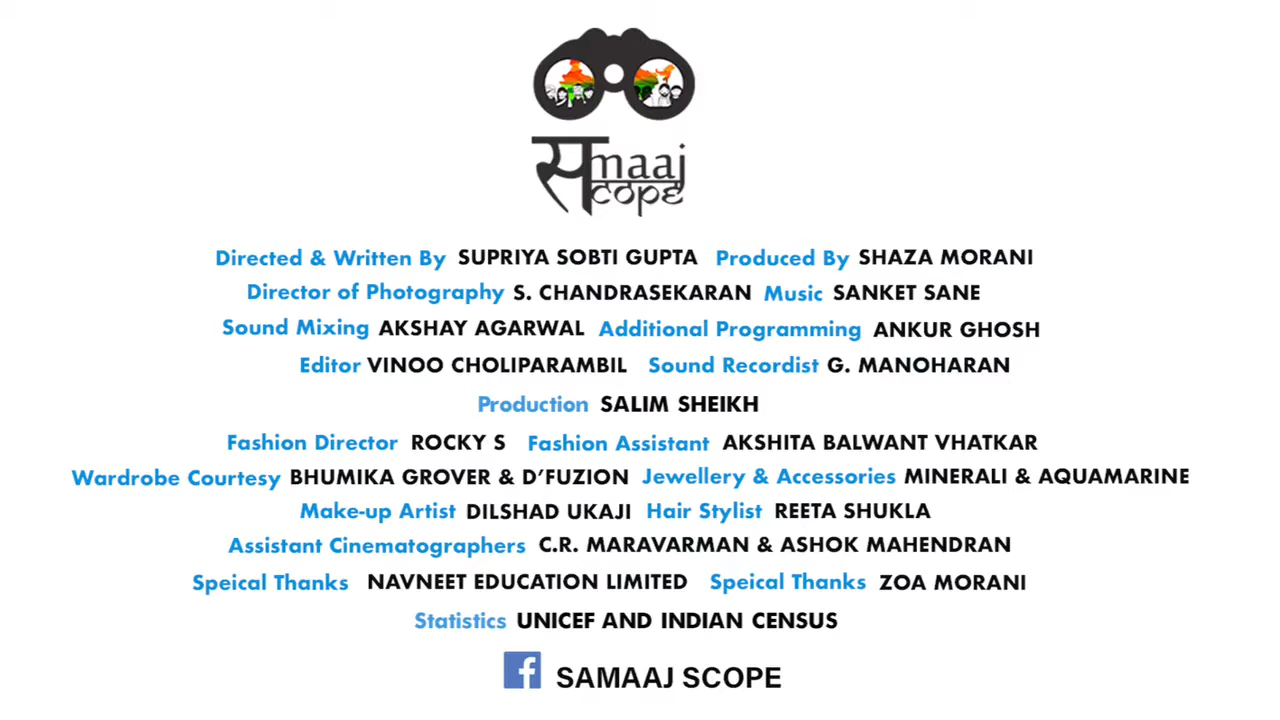 समaaj
scope
Directed & Written By SUPRIYA SOBTI GUPTA Produced By SHAZA MORANI
Director of Photography S. CHANDRASEKARAN Music SANKET SANE
Sound Mixing AKSHAY AGARWAL Additional Programming ANKUR GHOSH
Editor VINOO CHOLIPARAMBIL Sound Recordist G. MANOHARAN
Production SALIM SHEIKH
Fashion Director ROCKY S Fashion Assistant AKSHITA BALWANT VHATKAR
Wardrobe Courtesy BHUMIKA GROVER & D’FUZION Jewellery & Accessories MINERALI & AQUAMARINE
Make-up Artist DILSHAD UKAJI Hair Stylist REETA SHUKLA
Assistant Cinematographers C.R. MARAVARMAN & ASHOK MAHENDRAN
Speical Thanks NAVNEET EDUCATION LIMITED Speical Thanks ZOA MORANI
Statistics UNICEF AND INDIAN CENSUS
f SAMAAJ SCOPE